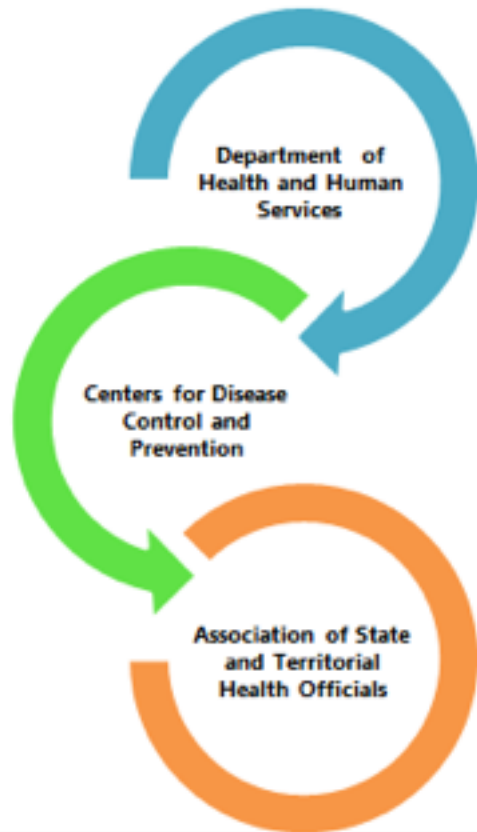 Department of
Health and Human
Services
Centers for Disease
Control and
Prevention
Association of State
and Territorial
Health Officials